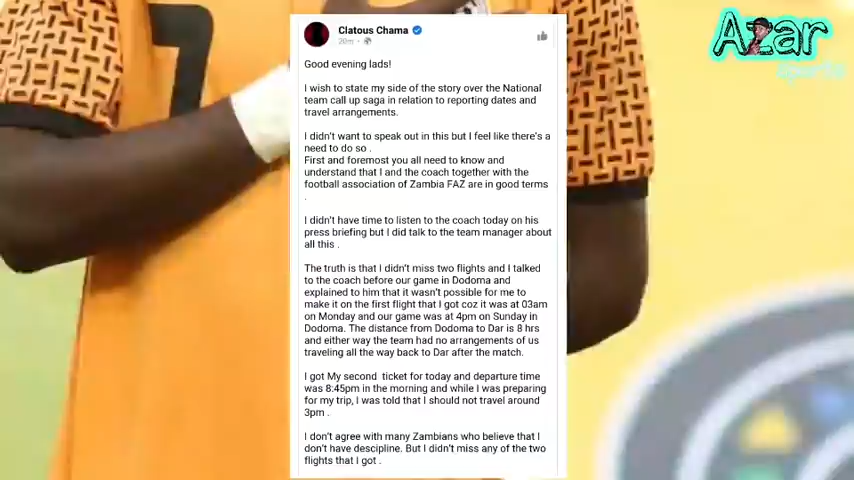 Clatous Chama
20m
Good evening lads!
I wish to state my side of the story over the National
team call up saga in relation to reporting dates and
travel arrangements.
I didn't want to speak out in this but I feel like there's a
need to do so .
First and foremost you all need to know and
understand that I and the coach together with the
football association of Zambia FAZ are in good terms
.
I didn't have time to listen to the coach today on his
press briefing but I did talk to the team manager about
all this .
The truth is that I didn't miss two flights and I talked
to the coach before our game in Dodoma and
explained to him that it wasn't possible for me to
make it on the first flight that I got coz it was at 03am
on Monday and our game was at 4pm on Sunday in
Dodoma. The distance from Dodoma to Dar is 8 hrs
and either way the team had no arrangements of us
traveling all the way back to Dar after the match.
I got My second ticket for today and departure time
was 8:45pm in the morning and while I was preparing
for my trip, I was told that I should not travel around
3pm .
I don't agree with many Zambians who believe that I
don't have descipline. But I didn't miss any of the two
flights that I got .
Azar
Sports